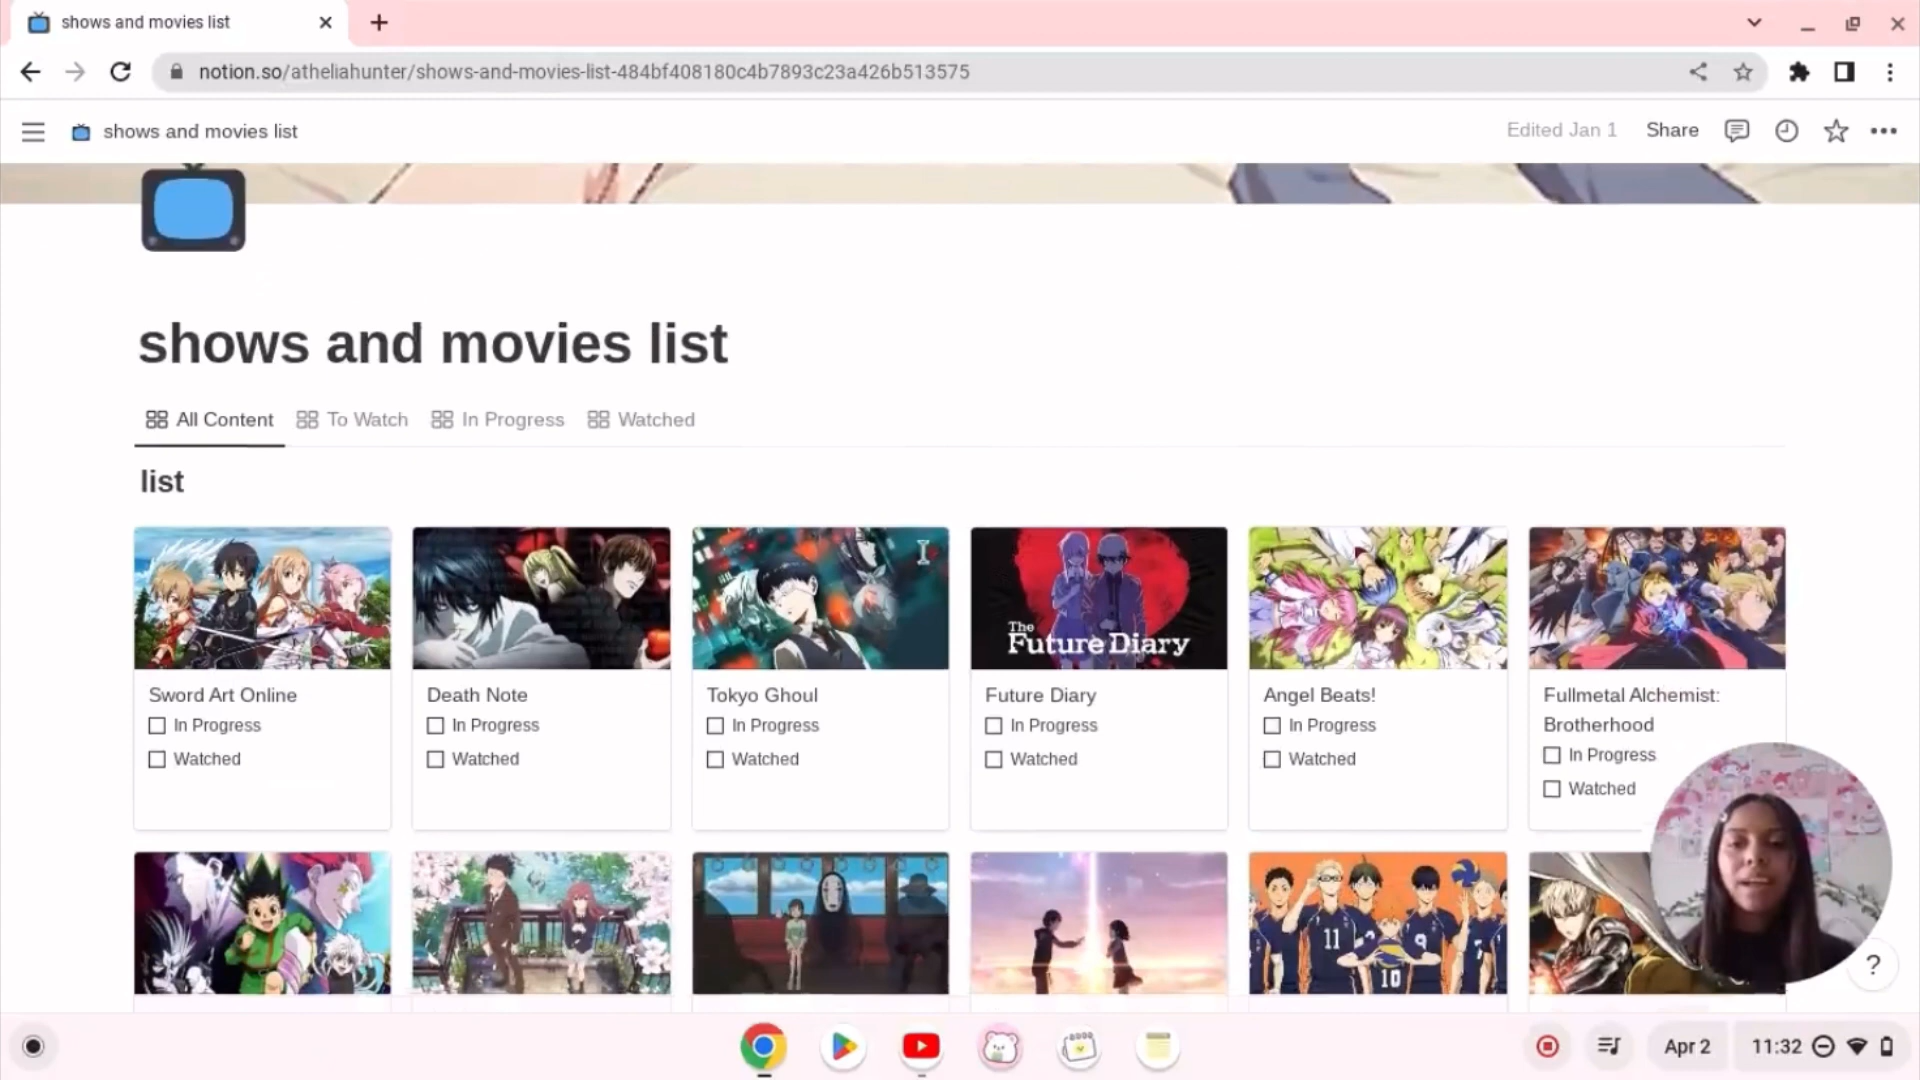 shows and movies list
notion.so/atheliahunter/shows-and-movies-list-484bf408180c4b7893c23a426b513575
shows and movies list
Edited Jan 1
Share
shows and movies list
All Content
To Watch
In Progress
Watched
list
The
Future Diary
Sword Art Online
In Progress
Watched
Death Note
In Progress
Watched
Tokyo Ghoul
In Progress
Watched
Future Diary
In Progress
Watched
Angel Beats!
In Progress
Watched
Fullmetal Alchemist:
Brotherhood
In Progress
Watched
11
9
10
?
Apr 2
11:32